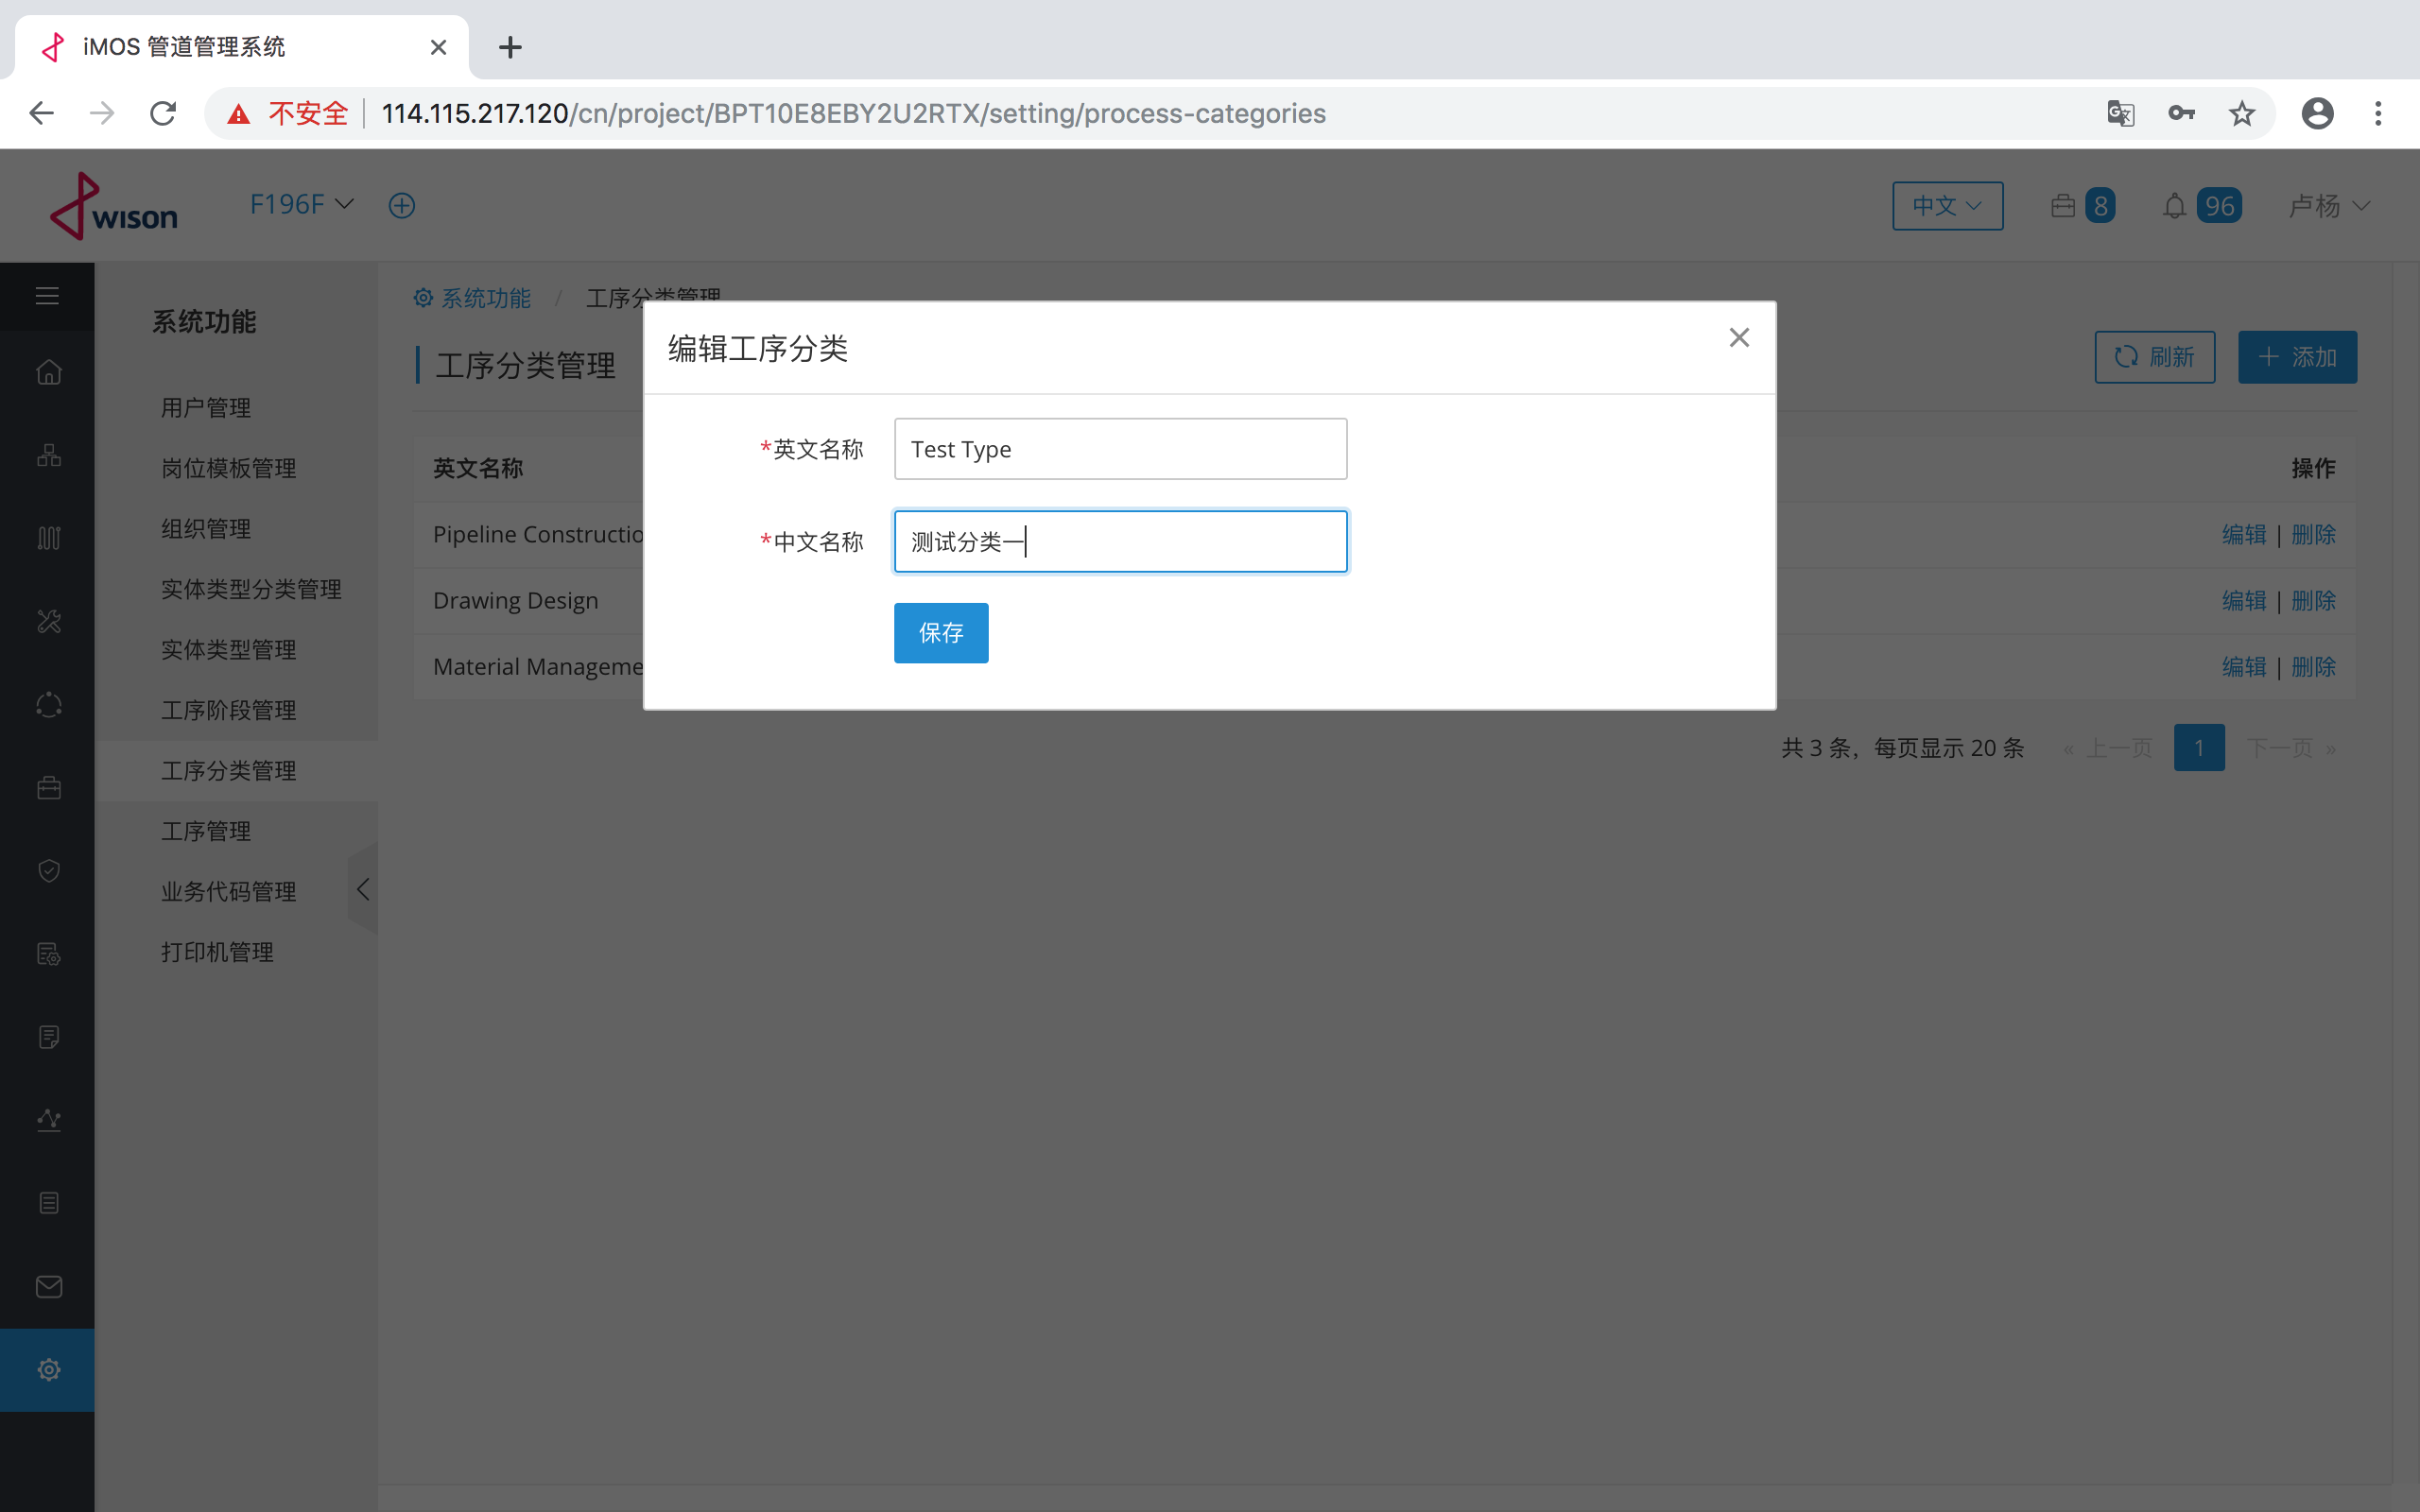 iMOS 管道管理系统
不安全 114.115.217.120/cn/project/BPT10E8EBY2U2RTX/setting/process-categories
wison F196F 中文 8 96 卢杨
系统功能
用户管理
岗位模板管理
组织管理
实体类型分类管理
实体类型管理
工序阶段管理
工序分类管理
工序管理
业务代码管理
打印机管理
系统功能 / 工序分类管理
工序分类管理
刷新 添加
英文名称 操作
Pipeline Constructio 编辑 | 删除
Drawing Design 编辑 | 删除
Material Manageme 编辑 | 删除
共 3 条，每页显示 20 条 « 上一页 1 下一页 »
编辑工序分类
*英文名称 Test Type
*中文名称 测试分类一
保存